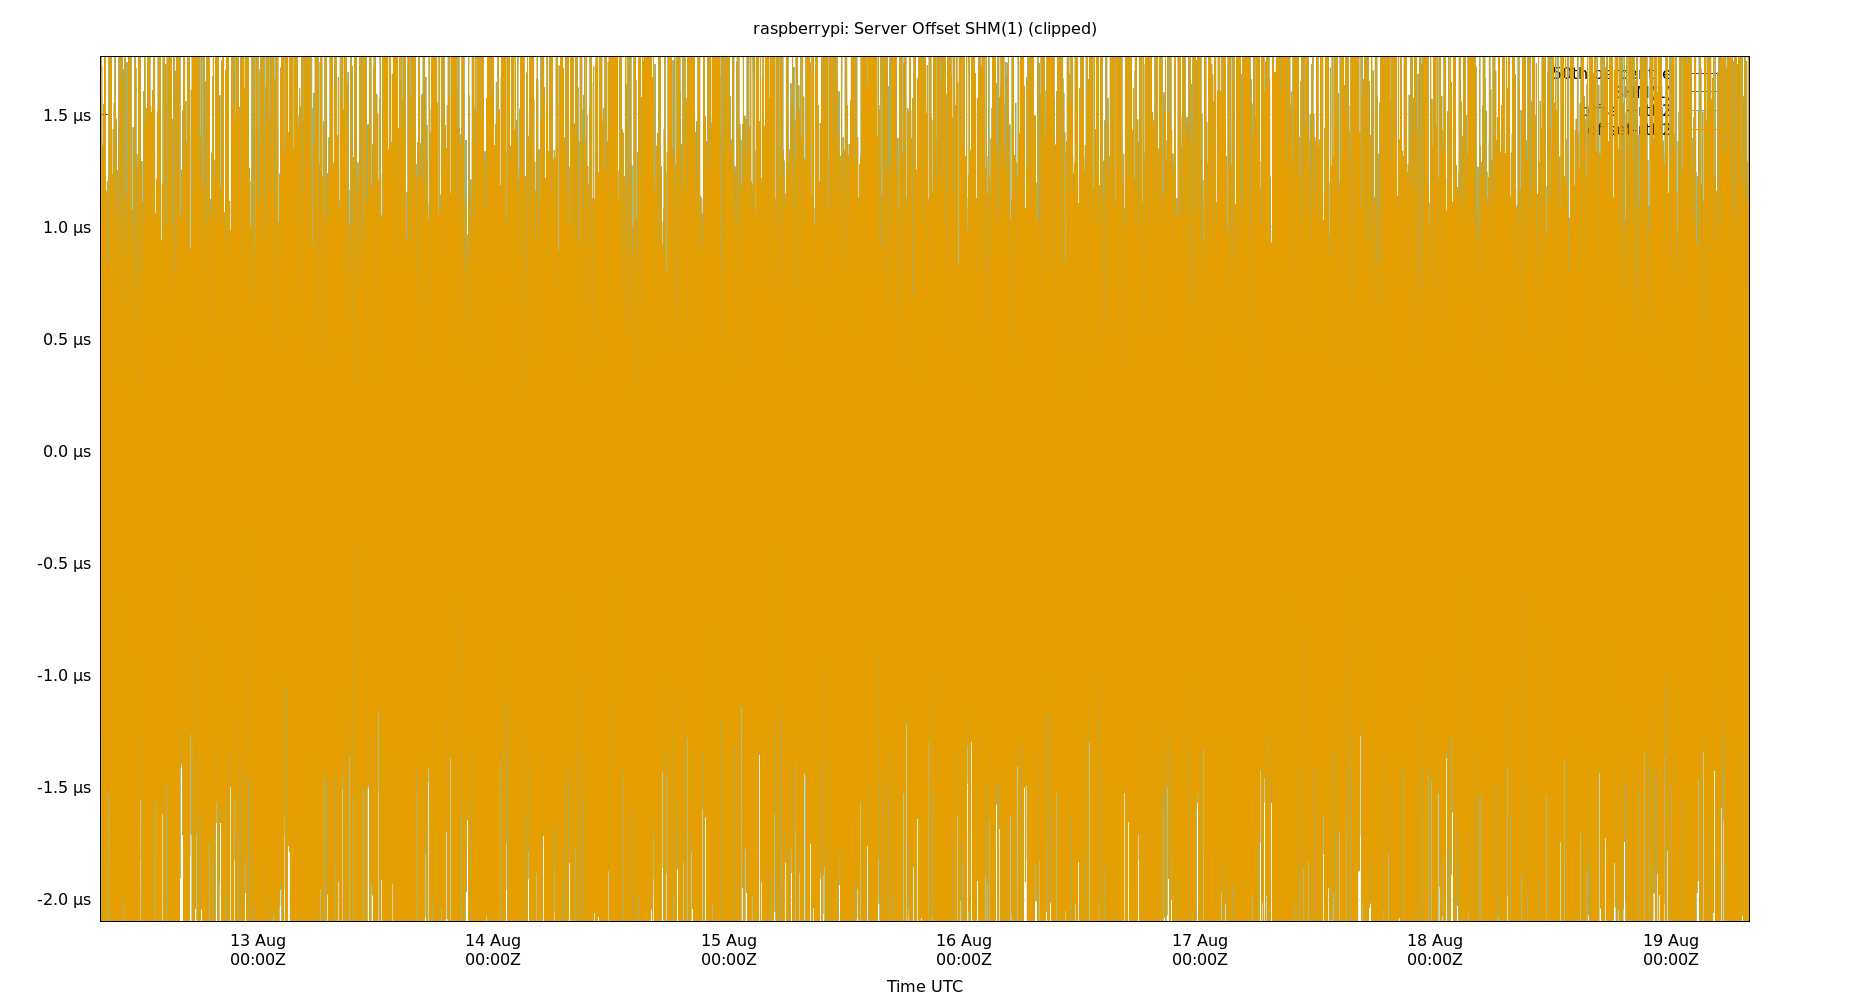 raspberrypi: Server Offset SHM(1) (clipped)
1.5 µs
1.0 µs
0.5 µs
0.0 µs
-0.5 µs
-1.0 µs
-1.5 µs
-2.0 µs
13 Aug 14 Aug 15 Aug 16 Aug 17 Aug 18 Aug 19 Aug
00:00Z 00:00Z 00:00Z 00:00Z 00:00Z 00:00Z 00:00Z
Time UTC